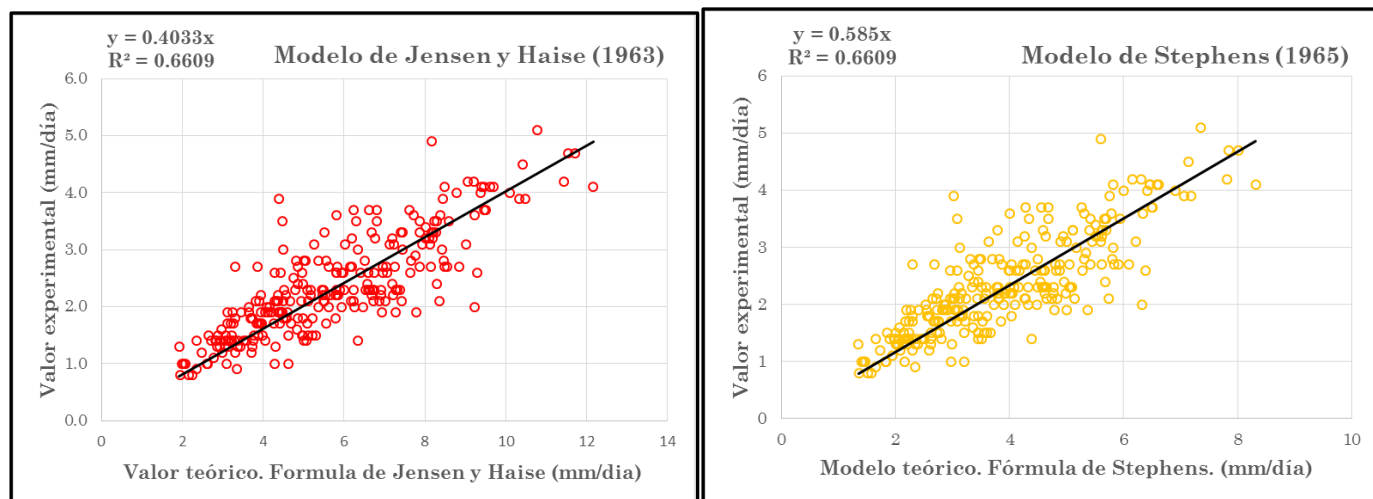 y = 0.4033x
R² = 0.6609
Modelo de Jensen y Haise (1963)
Valor experimental (mm/día)
6.0
5.0
4.0
3.0
2.0
1.0
0.0
0 2 4 6 8 10 12 14
Valor teórico. Formula de Jensen y Haise (mm/dia)
y = 0.585x
R² = 0.6609
Modelo de Stephens (1965)
Valor experimental (mm/día)
6
5
4
3
2
1
0
0 2 4 6 8 10
Modelo teórico. Fórmula de Stephens. (mm/día)